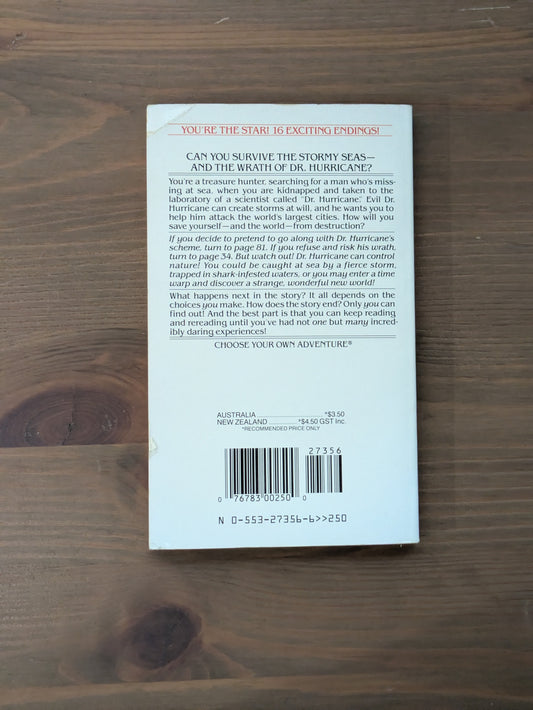 YOU'RE THE STAR! 16 EXCITING ENDINGS!
CAN YOU SURVIVE THE STORMY SEAS—
AND THE WRATH OF DR. HURRICANE?
You're a treasure hunter, searching for a man who's miss-
ing at sea, when you are kidnapped and taken to the
laboratory of a scientist called "Dr. Hurricane." Evil Dr.
Hurricane can create storms at will, and he wants you to
help him attack the world's largest cities. How will you
save yourself—and the world—from destruction?
If you decide to pretend to go along with Dr. Hurricane's
scheme, turn to page 81. If you refuse and risk his wrath,
turn to page 34. But watch out! Dr. Hurricane can control
nature! You could be caught at sea by a fierce storm,
trapped in shark-infested waters, or you may enter a time
warp and discover a strange, wonderful new world!
What happens next in the story? It all depends on the
choices you make. How does the story end? Only you can
find out! And the best part is that you can keep reading
and rereading until you've had not one but many incred-
ibly daring experiences!
CHOOSE YOUR OWN ADVENTURE®
AUSTRALIA ........................ *$3.50
NEW ZEALAND ............ *$4.50 GST Inc.
*RECOMMENDED PRICE ONLY
27356
0 76783 00250 0
N 0-553-27356-6>>250